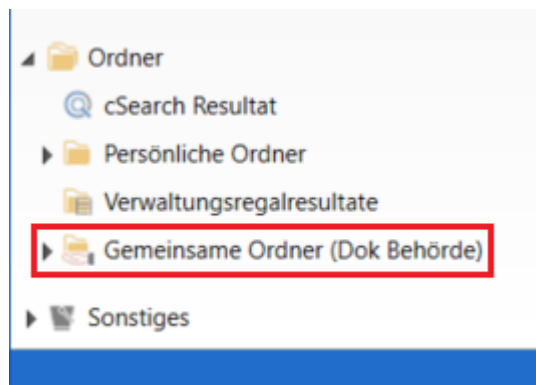 Ordner
cSearch Resultat
Persönliche Ordner
Verwaltungsregalresultate
Gemeinsame Ordner (Dok Behörde)
Sonstiges